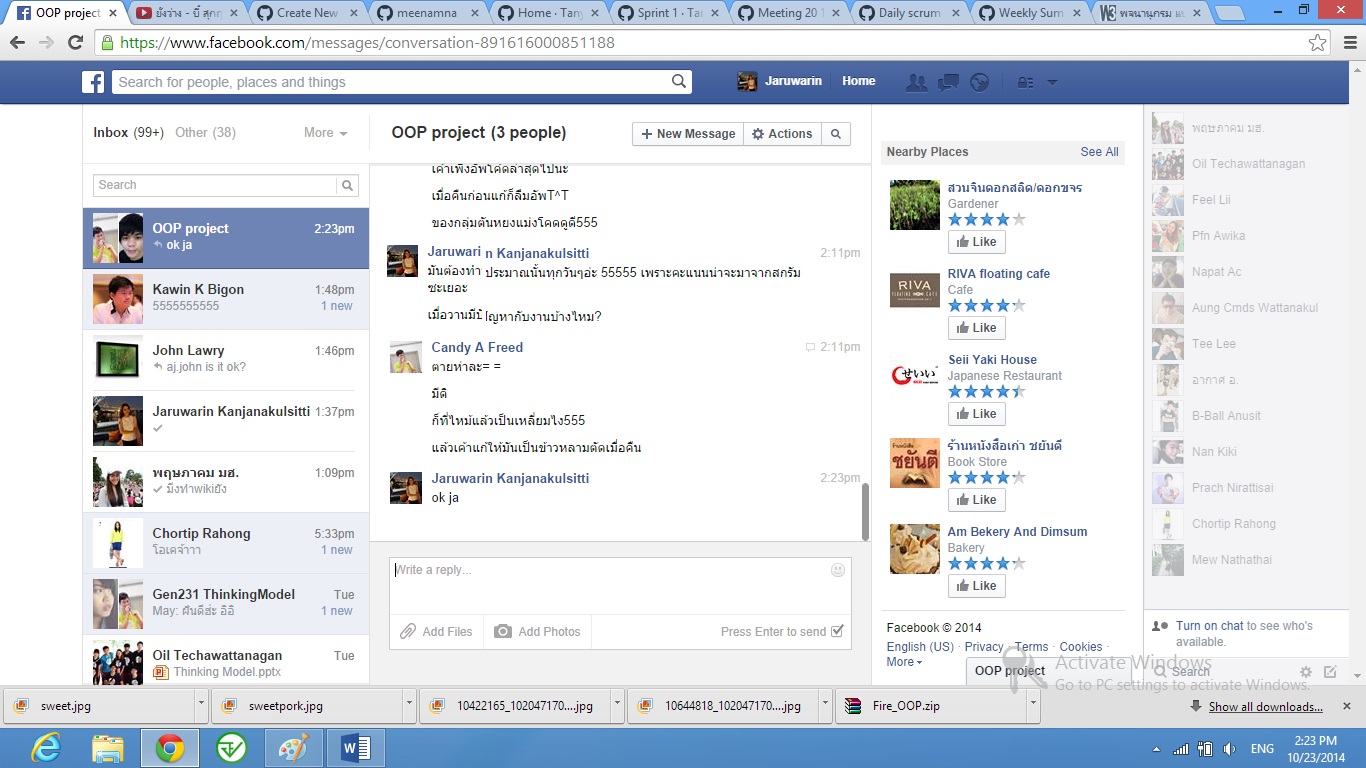 OOP project
ยังว่าง - บี้ สุกฤ
Create New
meenamna
Home · Tany
Sprint 1 · Ta
Meeting 20 1
Daily scrum
Weekly Sum
W3 พจนานุกรม แป
https://www.facebook.com/messages/conversation-891616000851188
Search for people, places and things
Jaruwarin Home
Inbox (99+) Other (38) More
Search
OOP project 2:23pm
ok ja
Kawin K Bigon 1:48pm
5555555555 1 new
John Lawry 1:46pm
aj.john is it ok?
Jaruwarin Kanjanakulsitti 1:37pm
พฤษภาคม มฮ. 1:09pm
มึงทำwikiยัง
Chortip Rahong 5:33pm
โอเคจ้าาา 1 new
Gen231 ThinkingModel Tue
May: ฝันดีฮ่ะ อิอิ 1 new
Oil Techawattanagan Tue
Thinking Model.pptx
OOP project (3 people)
New Message Actions
เค้าเพิ่งอัพโค้ดล่าสุดไปนะ
เมื่อคืนก่อนแก้ก็ลืมอัพT^T
ของกลุ่มตันหยงแม่งโคตดูดี555
Jaruwari n Kanjanakulsitti 2:11pm
มันต้องทำ ประมาณนั้นทุกวันๆอ่ะ 55555 เพราะคะแนนน่าจะมาจากสกรัม
ซะเยอะ
เมื่อวานมีปั ญหากับงานบ้างไหม?
Candy A Freed 2:11pm
ตายห่าละ= =
มีดิ
ก็ที่ไหม้แล้วเป็นเหลี่ยมไง555
แล้วเค้าแก้ให้มันเป็นข้าวหลามตัดเมื่อคืน
Jaruwarin Kanjanakulsitti 2:23pm
ok ja
Write a reply...
Add Files Add Photos Press Enter to send
Nearby Places See All
สวนจินดอกสลิด/ดอกขจร
Gardener
Like
RIVA floating cafe
Cafe
Like
RIVA
FLOATING CAFE
Seii Yaki House
Japanese Restaurant
Like
せいい
ร้านหนังสือเก่า ชยันตี
Book Store
Like
ชยันตี
Am Bekery And Dimsum
Bakery
Like
Facebook © 2014
English (US) · Privacy · Terms · Cookies ·
More
OOP project
พฤษภาคม มฮ.
Oil Techawattanagan
Feel Lii
Pfn Awika
Napat Ac
Aung Cmds Wattanakul
Tee Lee
อากาศ อ.
B-Ball Anusit
Nan Kiki
Prach Nirattisai
Chortip Rahong
Mew Nathathai
Turn on chat to see who's
available.
Search
Activate Windows
Go to PC settings to activate Windows.
sweet.jpg
sweetpork.jpg
10422165_102047170....jpg
10644818_102047170....jpg
Fire_OOP.zip
Show all downloads...
ENG
2:23 PM
10/23/2014